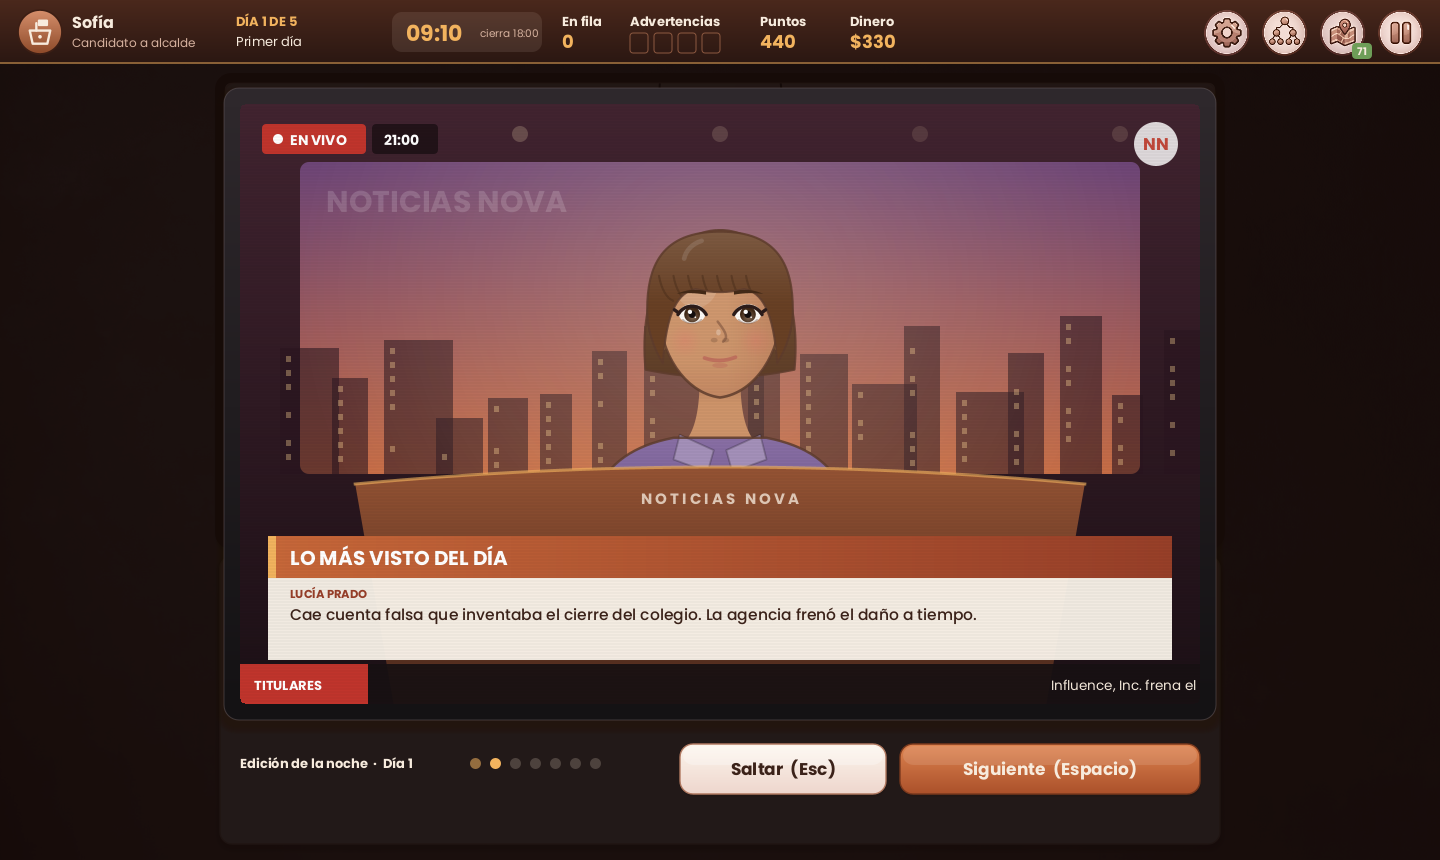 Sofía
Candidato a alcalde
DÍA 1 DE 5
Primer día
09:10 cierra 18:00
En fila
0
Advertencias
Puntos
440
Dinero
$330
71
EN VIVO
21:00
NN
NOTICIAS NOVA
NOTICIAS NOVA
LO MÁS VISTO DEL DÍA
LUCÍA PRADO
Cae cuenta falsa que inventaba el cierre del colegio. La agencia frenó el daño a tiempo.
TITULARES
Influence, Inc. frena el
Edición de la noche · Día 1
Saltar (Esc)
Siguiente (Espacio)